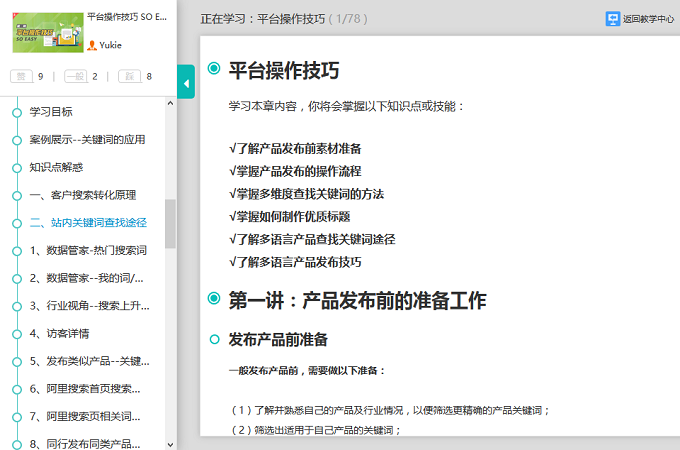 平台操作技巧
SO EASY
平台操作技巧 SO E...
Yukie
赞 9 | 一般 2 | 踩 8
学习目标
案例展示--关键词的应用
知识点解惑
一、客户搜索转化原理
二、站内关键词查找途径
1、数据管家-热门搜索词
2、数据管家--我的词/...
3、行业视角--搜索上升...
4、访客详情
5、发布类似产品--关键...
6、阿里搜索首页搜索...
7、阿里搜索页相关词...
8、同行发布同类产品...
正在学习：平台操作技巧（1/78）
返回教学中心
平台操作技巧
学习本章内容，你将会掌握以下知识点或技能：
√了解产品发布前素材准备
√掌握产品发布的操作流程
√掌握多维度查找关键词的方法
√掌握如何制作优质标题
√了解多语言产品查找关键词途径
√了解多语言产品发布技巧
第一讲：产品发布前的准备工作
发布产品前准备
一般发布产品前，需要做以下准备：
（1）了解并熟悉自己的产品及行业情况，以便筛选更精确的产品关键词；
（2）筛选出适用于自己产品的关键词；